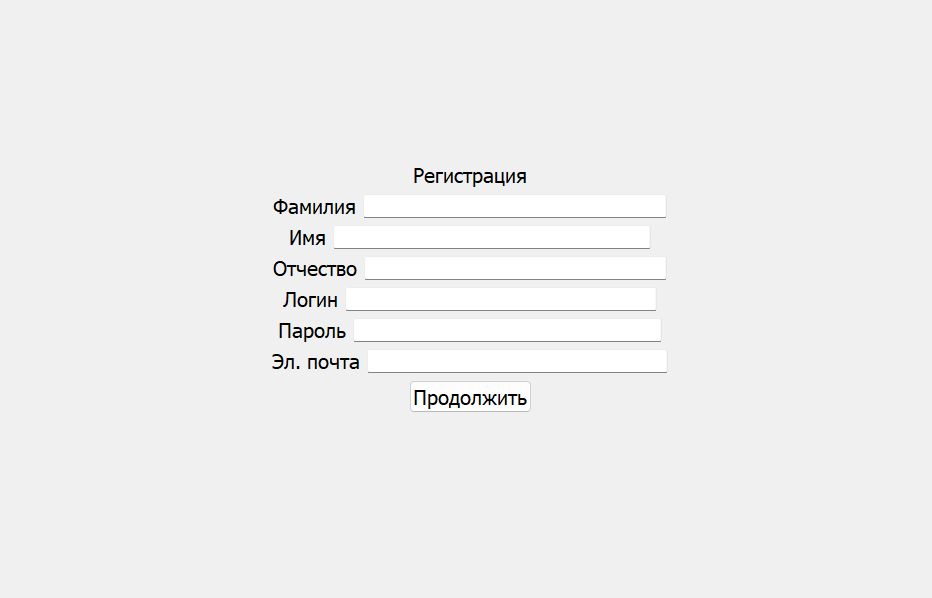 Регистрация
Фамилия
Имя
Отчество
Логин
Пароль
Эл. почта
Продолжить